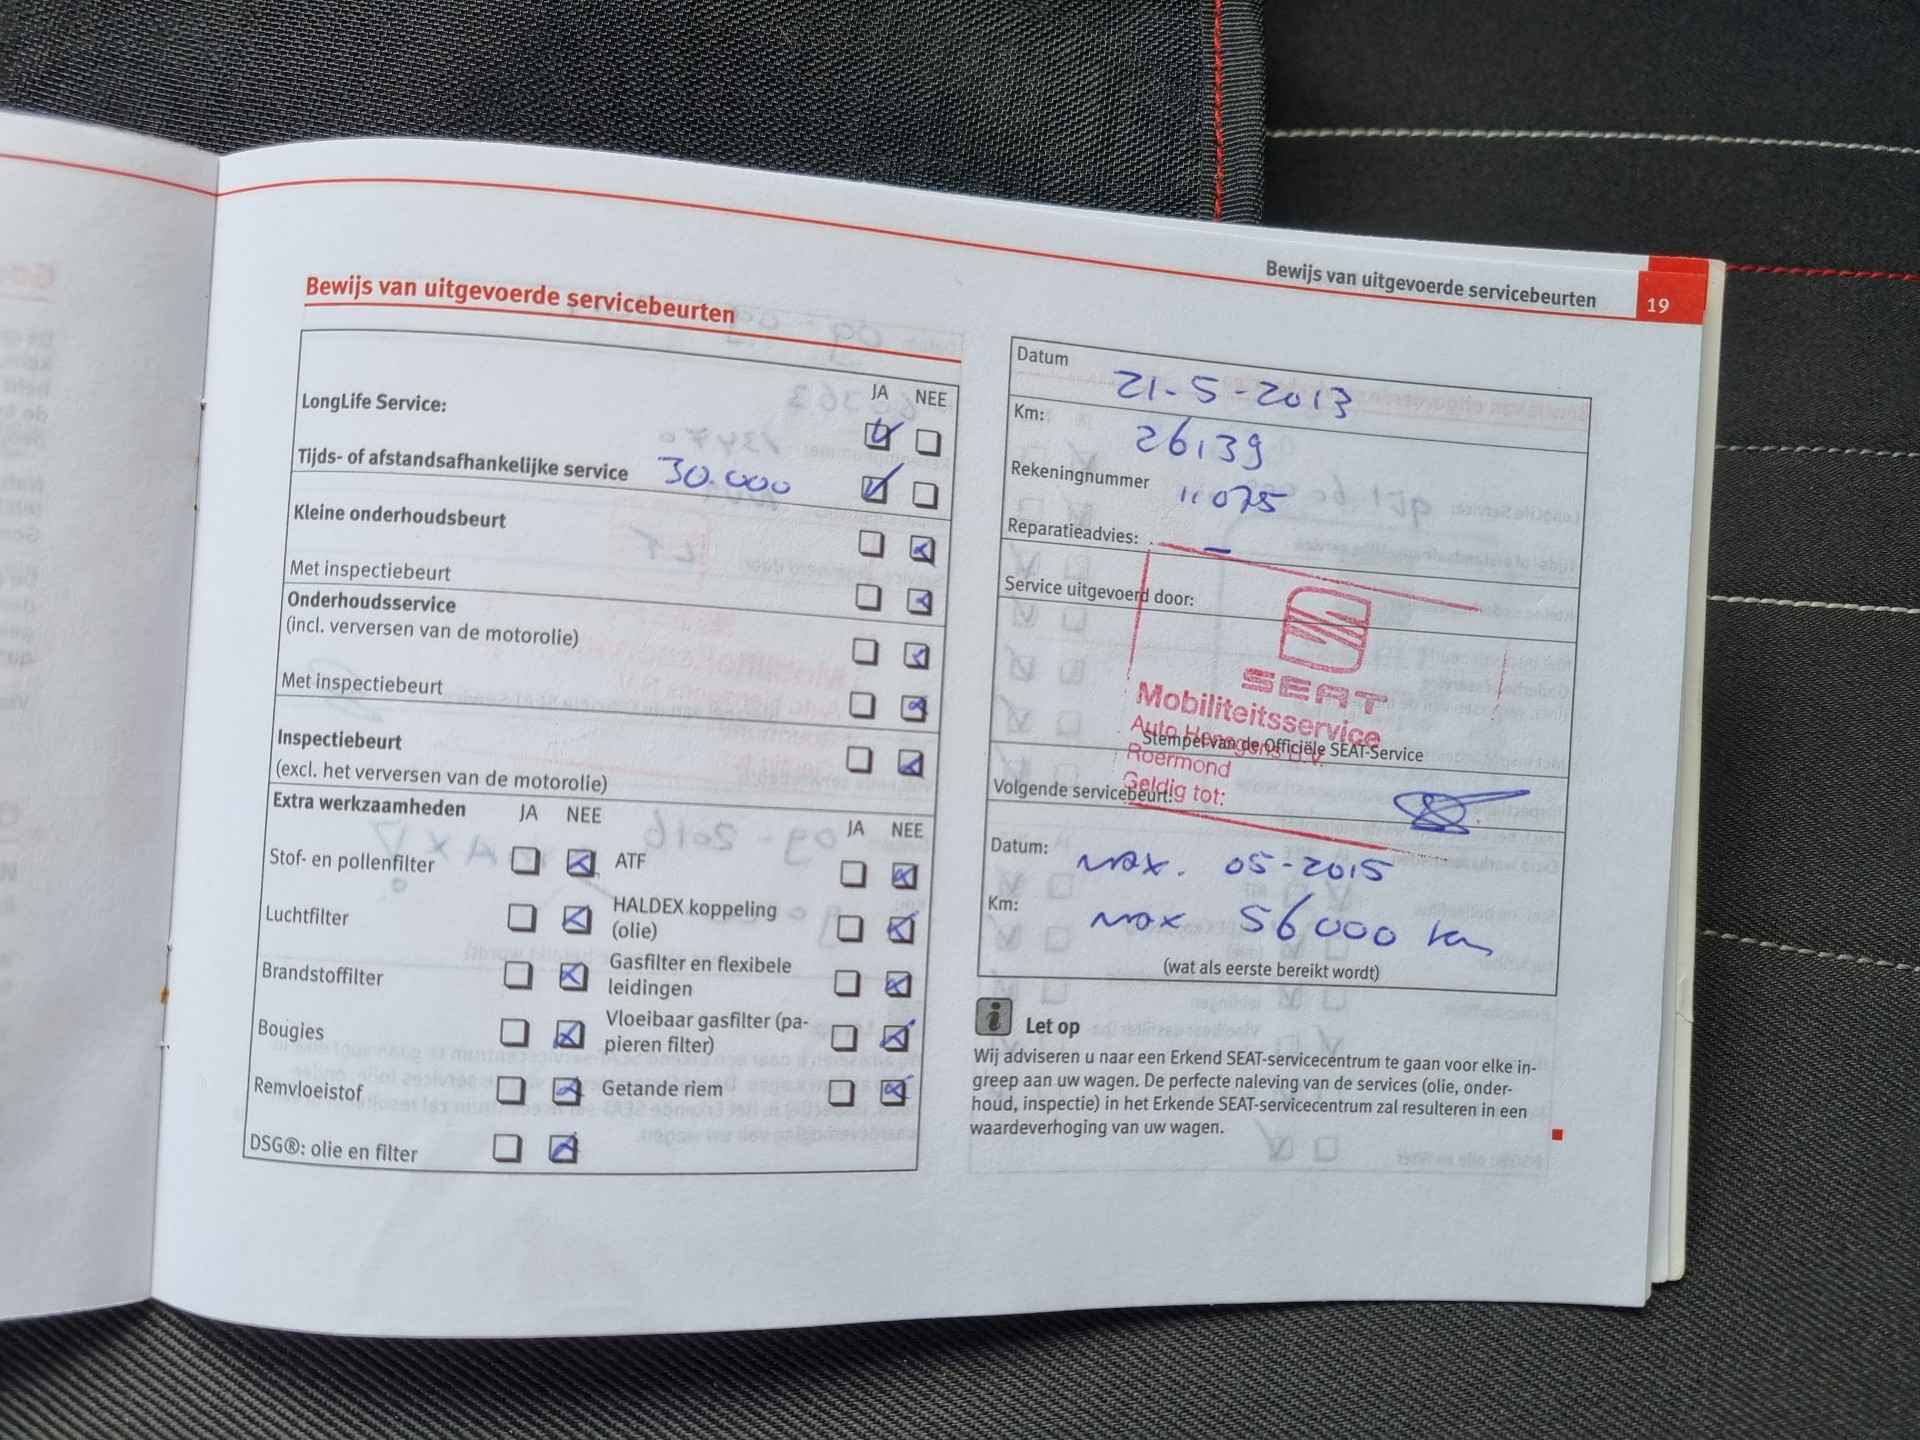 Bewijs van uitgevoerde servicebeurten
19
Bewijs van uitgevoerde servicebeurten
JA NEE
LongLife Service:
Tijds- of afstandsafhankelijke service 30.000
Kleine onderhoudsbeurt
Met inspectiebeurt
Onderhoudsservice
(incl. verversen van de motorolie)
Met inspectiebeurt
Inspectiebeurt
(excl. het verversen van de motorolie)
Extra werkzaamheden JA NEE JA NEE
Stof- en pollenfilter ATF
Luchtfilter HALDEX koppeling
(olie)
Brandstoffilter Gasfilter en flexibele
leidingen
Bougies Vloeibaar gasfilter (pa-
pieren filter)
Remvloeistof Getande riem
DSG®: olie en filter
Datum 21-5-2013
Km: 26139
Rekeningnummer 11075
Reparatieadvies: -
Service uitgevoerd door:
SEAT
Mobiliteitsservice
Auto B.V.
Stempel van de Officiële SEAT-Service
Roermond
Geldig tot:
Volgende servicebeurt:
Datum: max. 05-2015
Km: max 56000 km
(wat als eerste bereikt wordt)
i Let op
Wij adviseren u naar een Erkend SEAT-servicecentrum te gaan voor elke in-
greep aan uw wagen. De perfecte naleving van de services (olie, onder-
houd, inspectie) in het Erkende SEAT-servicecentrum zal resulteren in een
waardeverhoging van uw wagen.